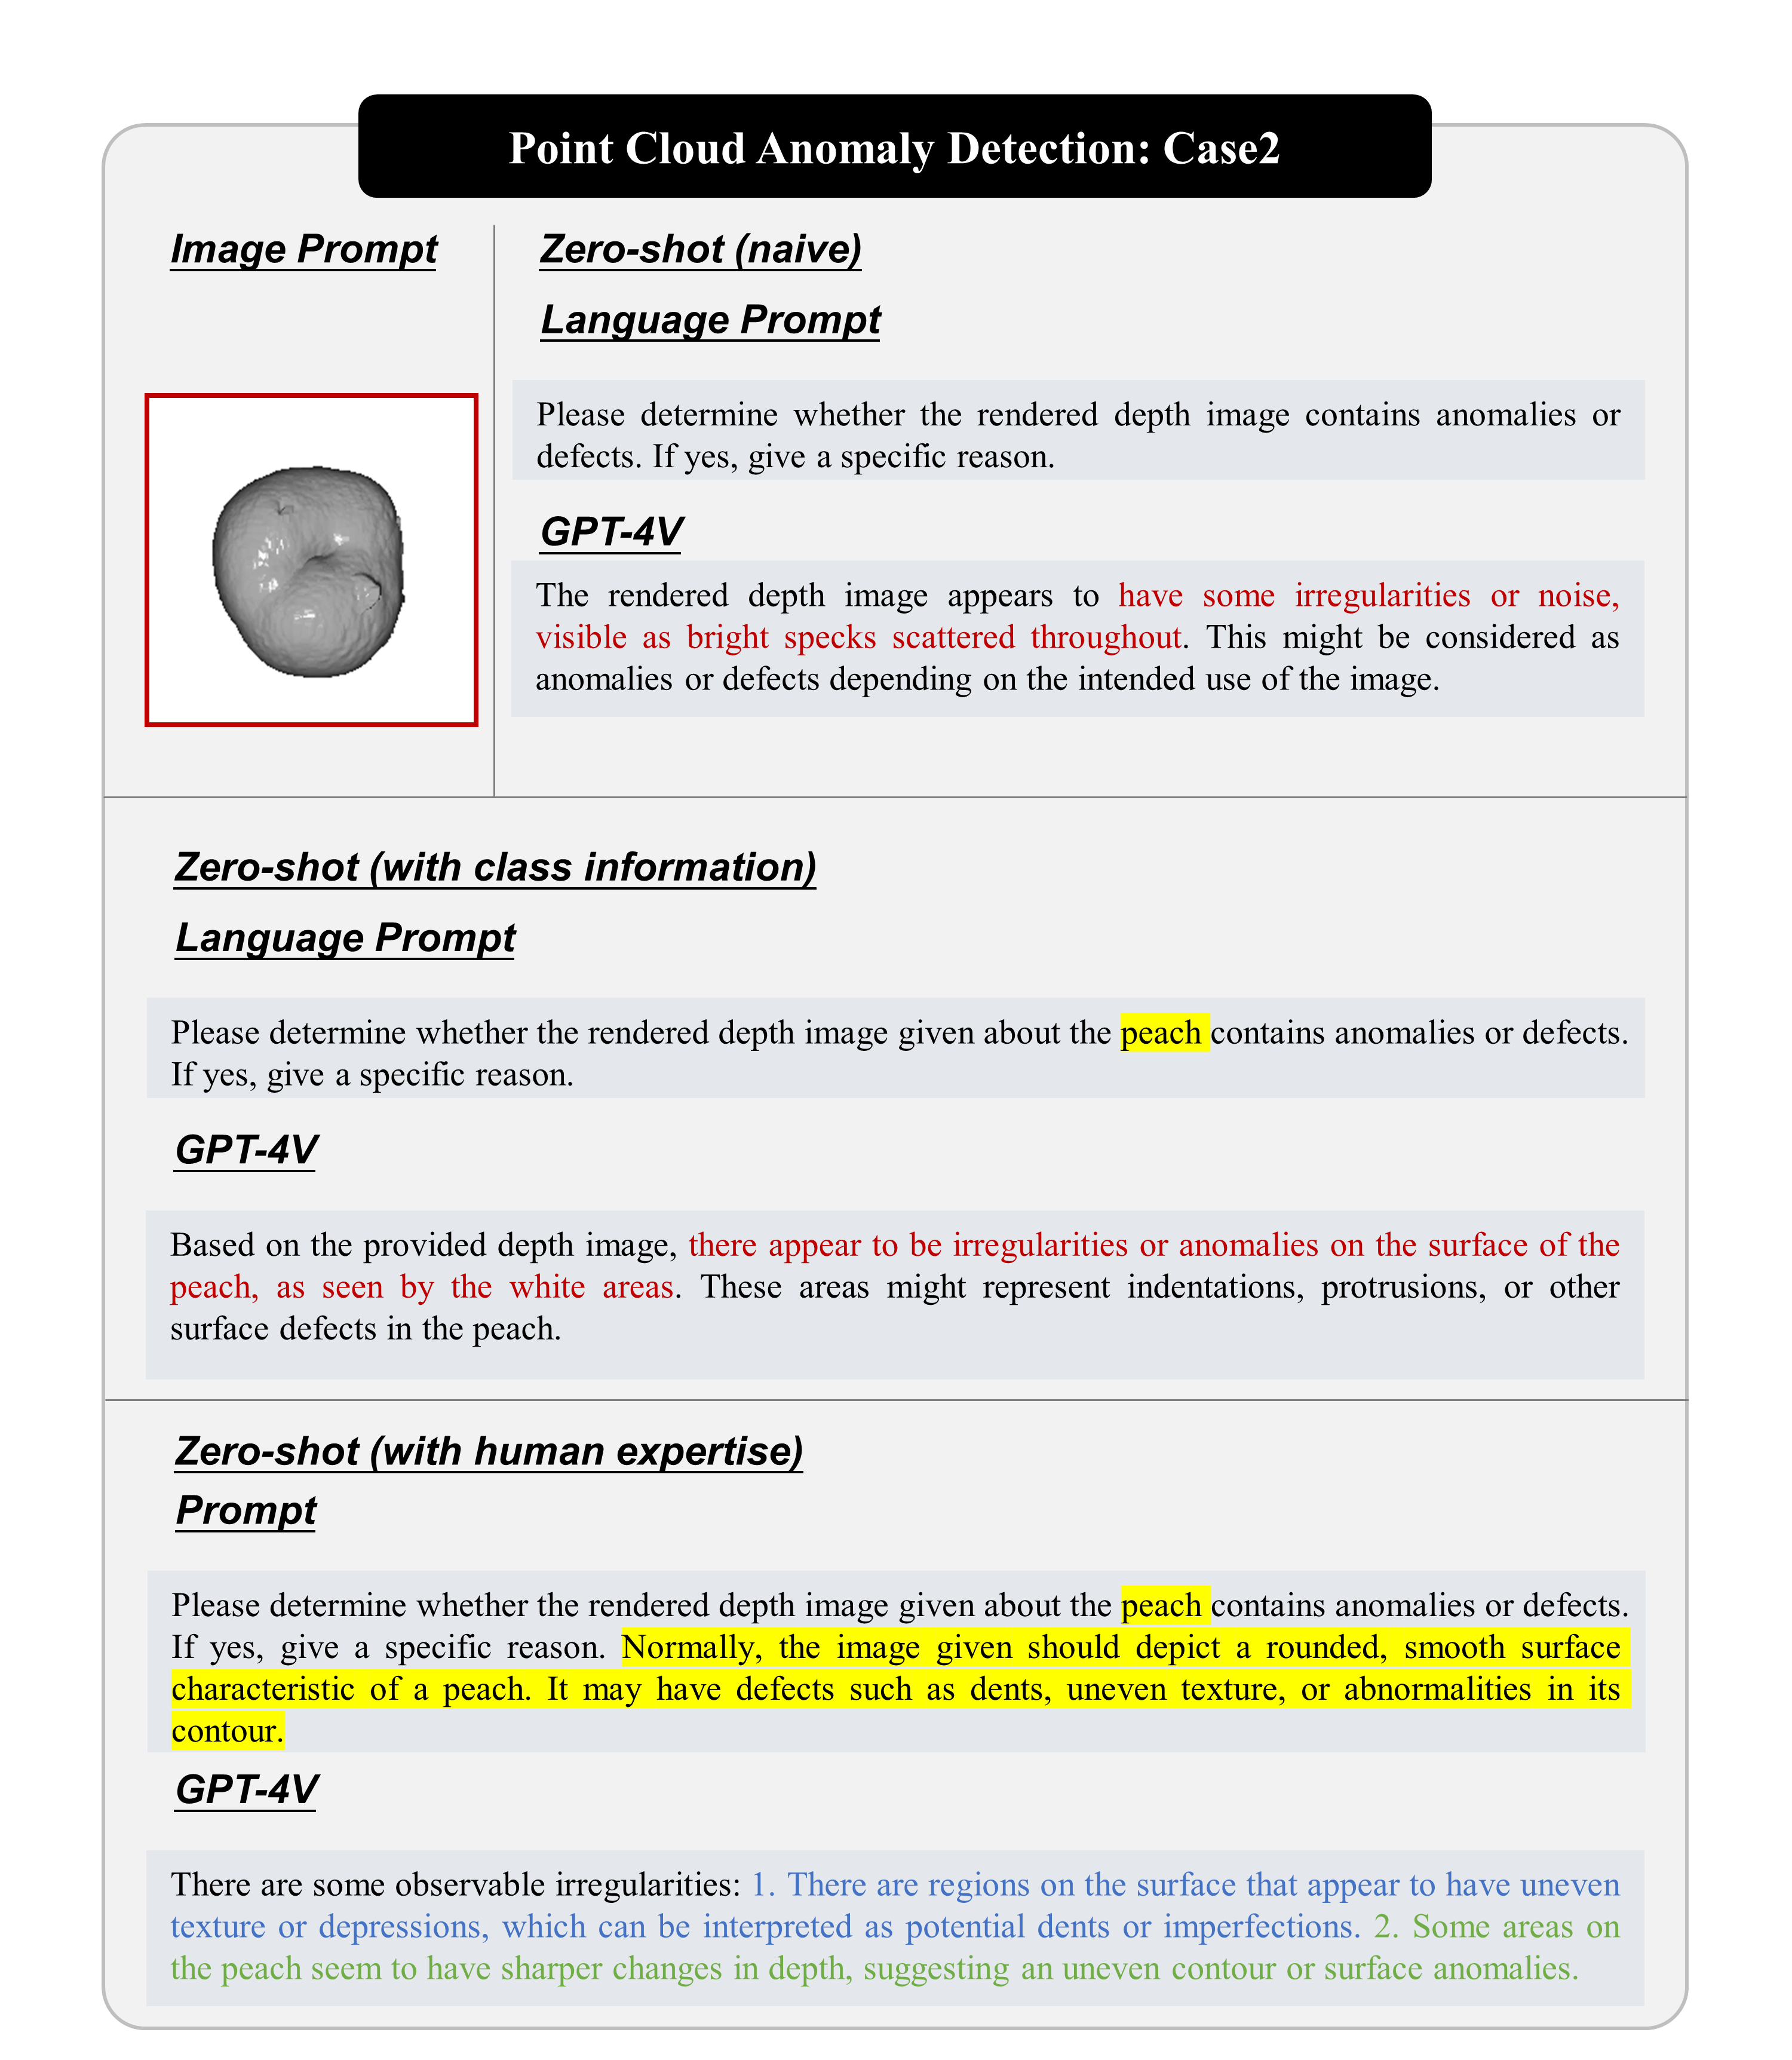 Point Cloud Anomaly Detection: Case2
Image Prompt
Zero-shot (naive)
Language Prompt
Please determine whether the rendered depth image contains anomalies or
defects. If yes, give a specific reason.
GPT-4V
The rendered depth image appears to have some irregularities or noise,
visible as bright specks scattered throughout. This might be considered as
anomalies or defects depending on the intended use of the image.
Zero-shot (with class information)
Language Prompt
Please determine whether the rendered depth image given about the peach contains anomalies or defects.
If yes, give a specific reason.
GPT-4V
Based on the provided depth image, there appear to be irregularities or anomalies on the surface of the
peach, as seen by the white areas. These areas might represent indentations, protrusions, or other
surface defects in the peach.
Zero-shot (with human expertise)
Prompt
Please determine whether the rendered depth image given about the peach contains anomalies or defects.
If yes, give a specific reason. Normally, the image given should depict a rounded, smooth surface
characteristic of a peach. It may have defects such as dents, uneven texture, or abnormalities in its
contour.
GPT-4V
There are some observable irregularities: 1. There are regions on the surface that appear to have uneven
texture or depressions, which can be interpreted as potential dents or imperfections. 2. Some areas on
the peach seem to have sharper changes in depth, suggesting an uneven contour or surface anomalies.